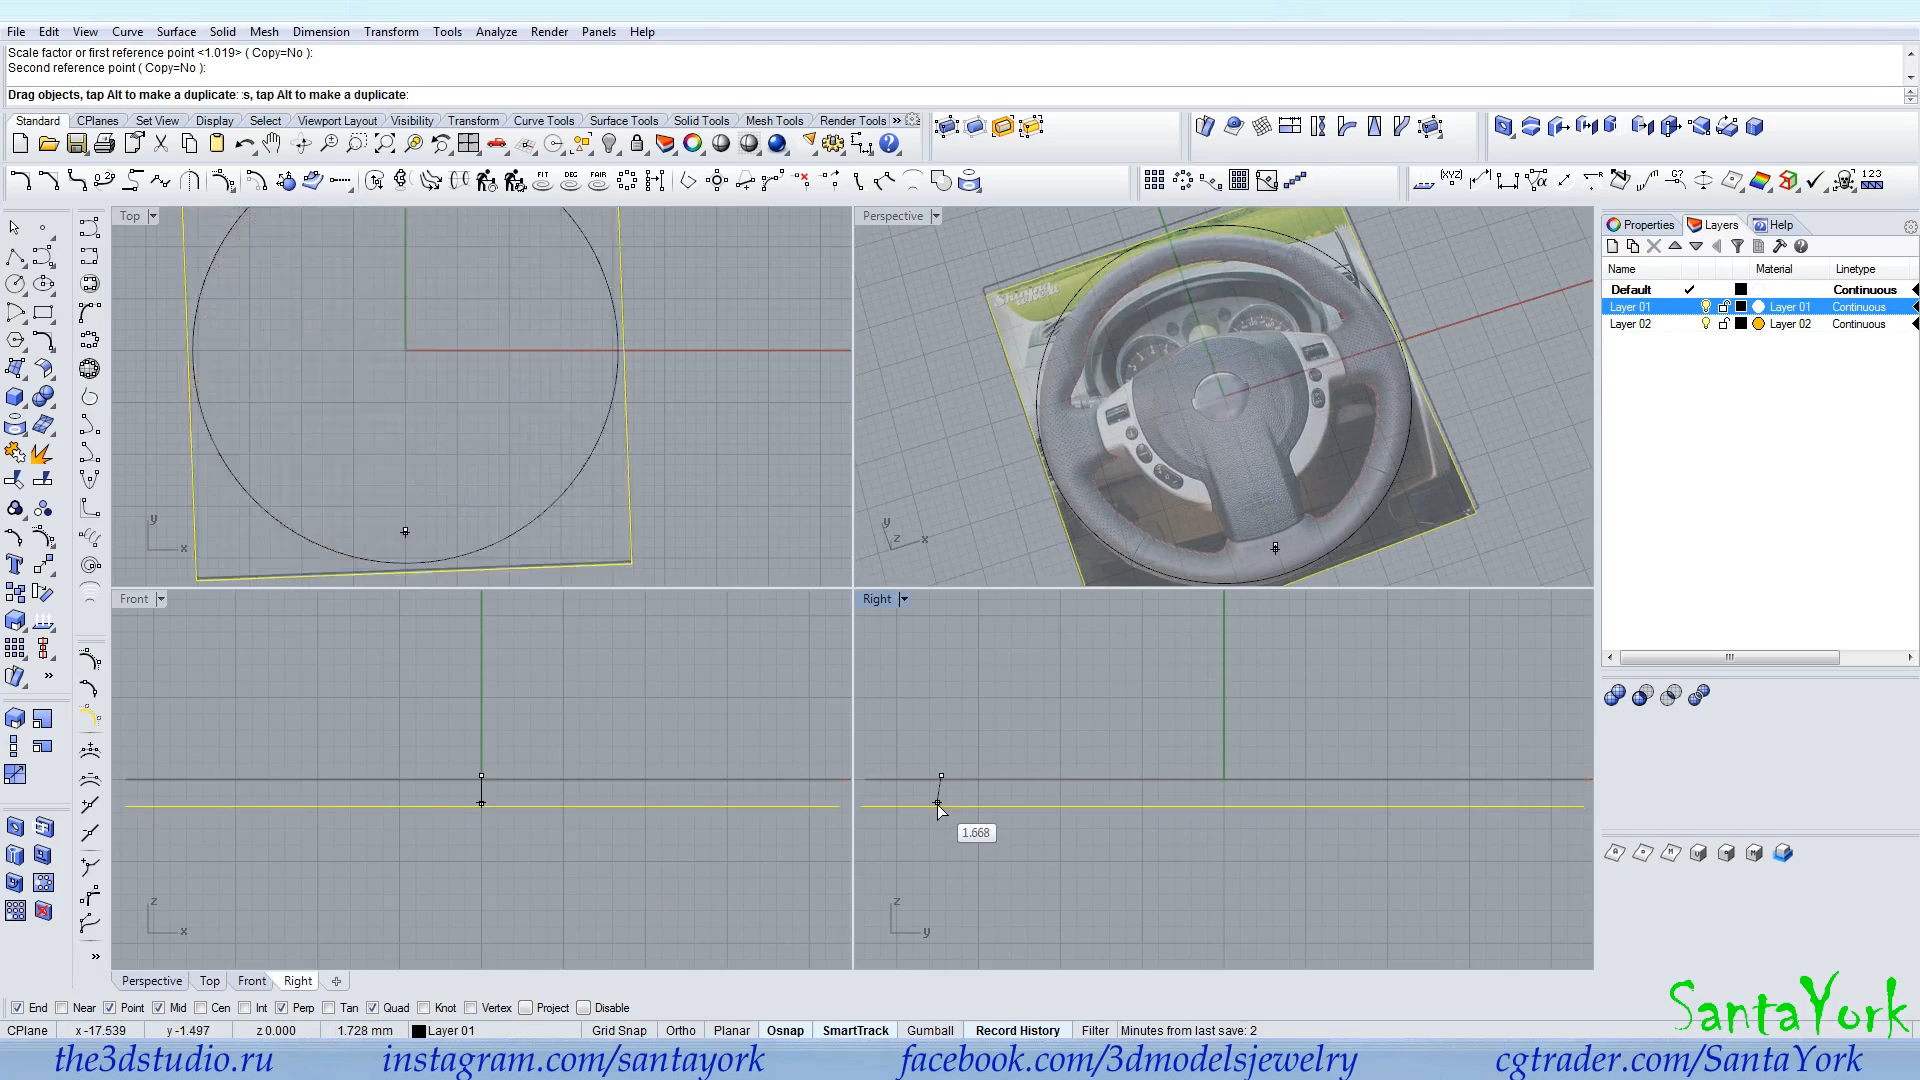 File Edit View Curve Surface Solid Mesh Dimension Transform Tools Analyze Render Panels Help
Scale factor or first reference point <1.019> ( Copy=No ):
Second reference point ( Copy=No ):
Drag objects, tap Alt to make a duplicate: :s, tap Alt to make a duplicate:
Standard CPlanes Set View Display Select Viewport Layout Visibility Transform Curve Tools Surface Tools Solid Tools Mesh Tools Render Tools »
FIT DEG FAIR
XYZ G? 123
Top
Perspective
Properties Layers Help
Name Material Linetype
Default Continuous
Layer 01 Layer 01 Continuous
Layer 02 Layer 02 Continuous
y
x
y
z x
Front
Right
1.668
z
x
z
y
Perspective Top Front Right
End Near Point Mid Cen Int Perp Tan Quad Knot Vertex Project Disable
CPlane x -17.539 y -1.497 z 0.000 1.728 mm Layer 01 Grid Snap Ortho Planar Osnap SmartTrack Gumball Record History Filter Minutes from last save: 2
SantaYork
the3dstudio.ru instagram.com/santayork facebook.com/3dmodelsjewelry cgtrader.com/SantaYork